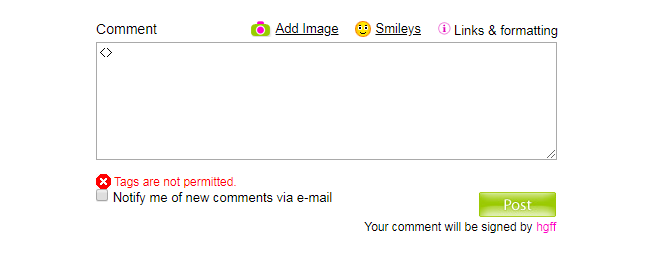 Comment Add Image Smileys Links & formatting
<>
Tags are not permitted.
Notify me of new comments via e-mail
Post
Your comment will be signed by hgff